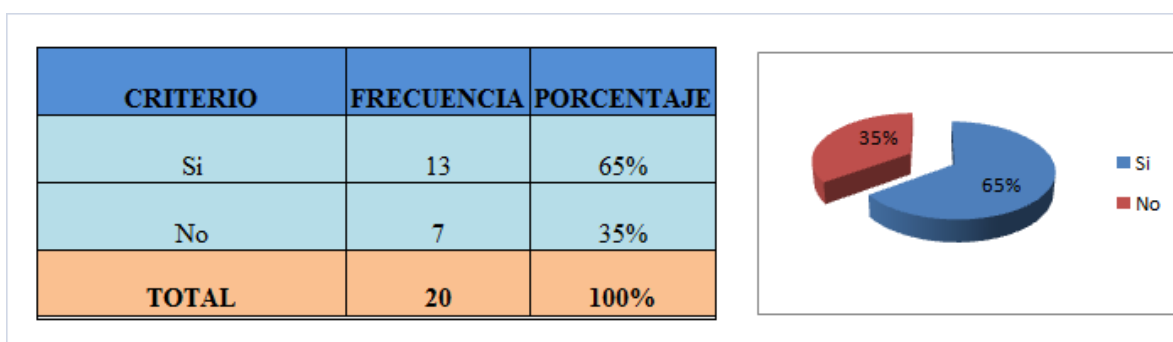 CRITERIO FRECUENCIA PORCENTAJE
Si 13 65%
No 7 35%
TOTAL 20 100%
35%
65%
Si
No